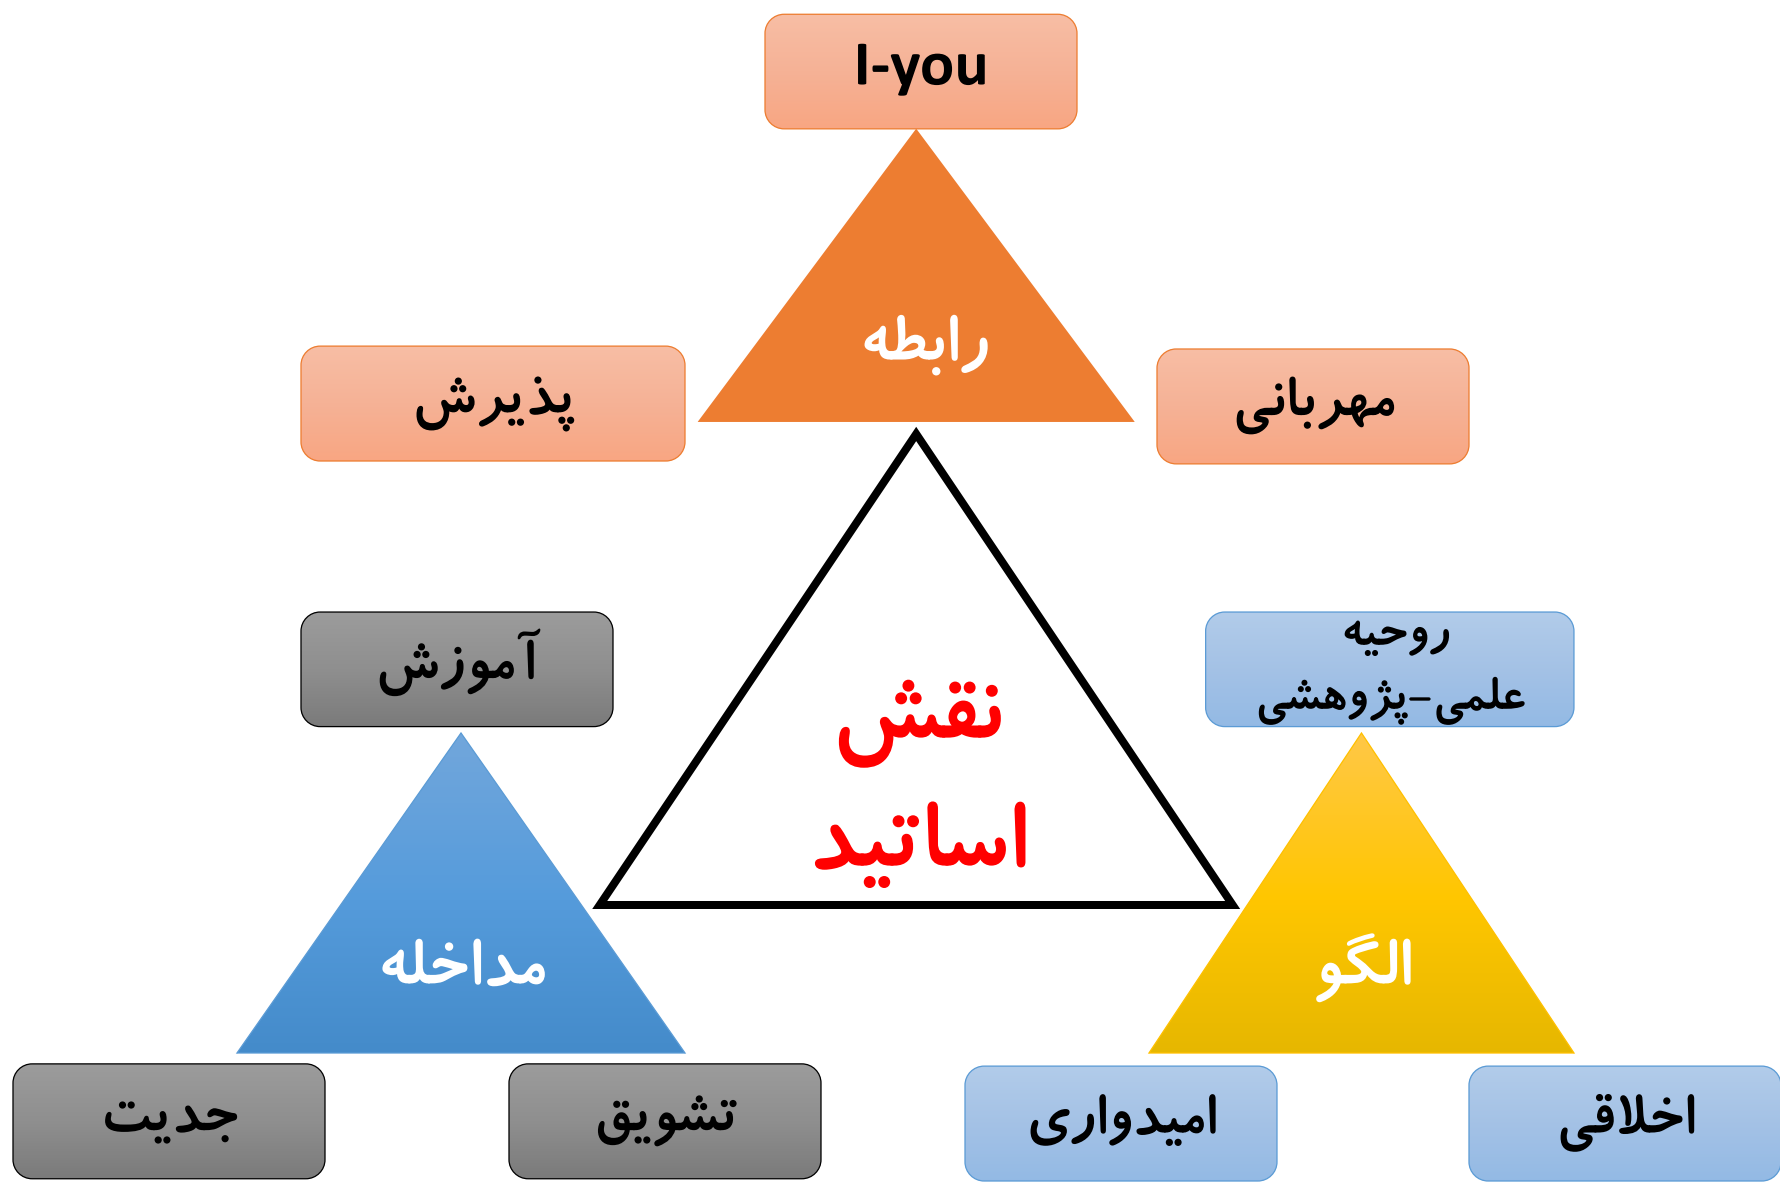 I-you
رابطه
مهربانی
پذیرش
نقش
اساتید
روحیه
علمی-پژوهشی
الگو
اخلاقی
امیدواری
آموزش
مداخله
تشویق
جدیت